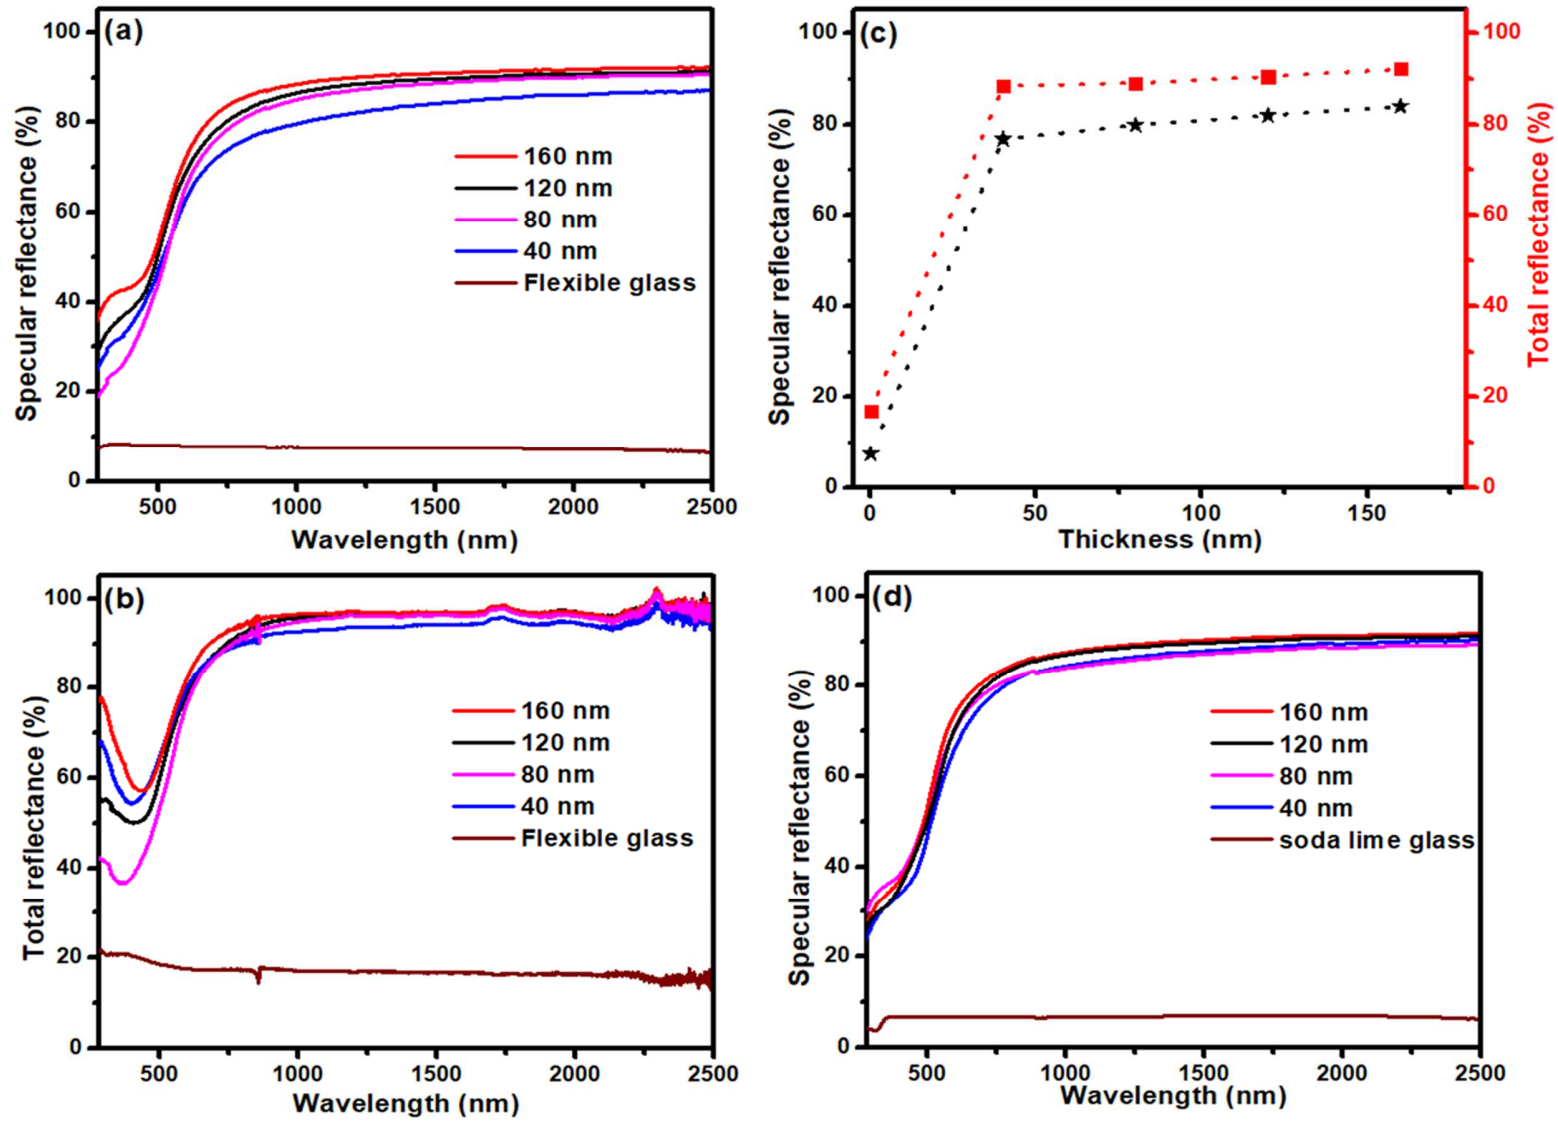 (a)
Specular reflectance (%)
100
80
60
40
20
0
160 nm
120 nm
80 nm
40 nm
Flexible glass
500
1000
1500
2000
2500
Wavelength (nm)
(c)
Specular reflectance (%)
100
80
60
40
20
0
0
50
100
150
Thickness (nm)
100
80
60
40
20
0
Total reflectance (%)
(b)
Total reflectance (%)
100
80
60
40
20
0
160 nm
120 nm
80 nm
40 nm
Flexible glass
500
1000
1500
2000
2500
Wavelength (nm)
(d)
Specular reflectance (%)
100
80
60
40
20
0
160 nm
120 nm
80 nm
40 nm
soda lime glass
500
1000
1500
2000
2500
Wavelength (nm)